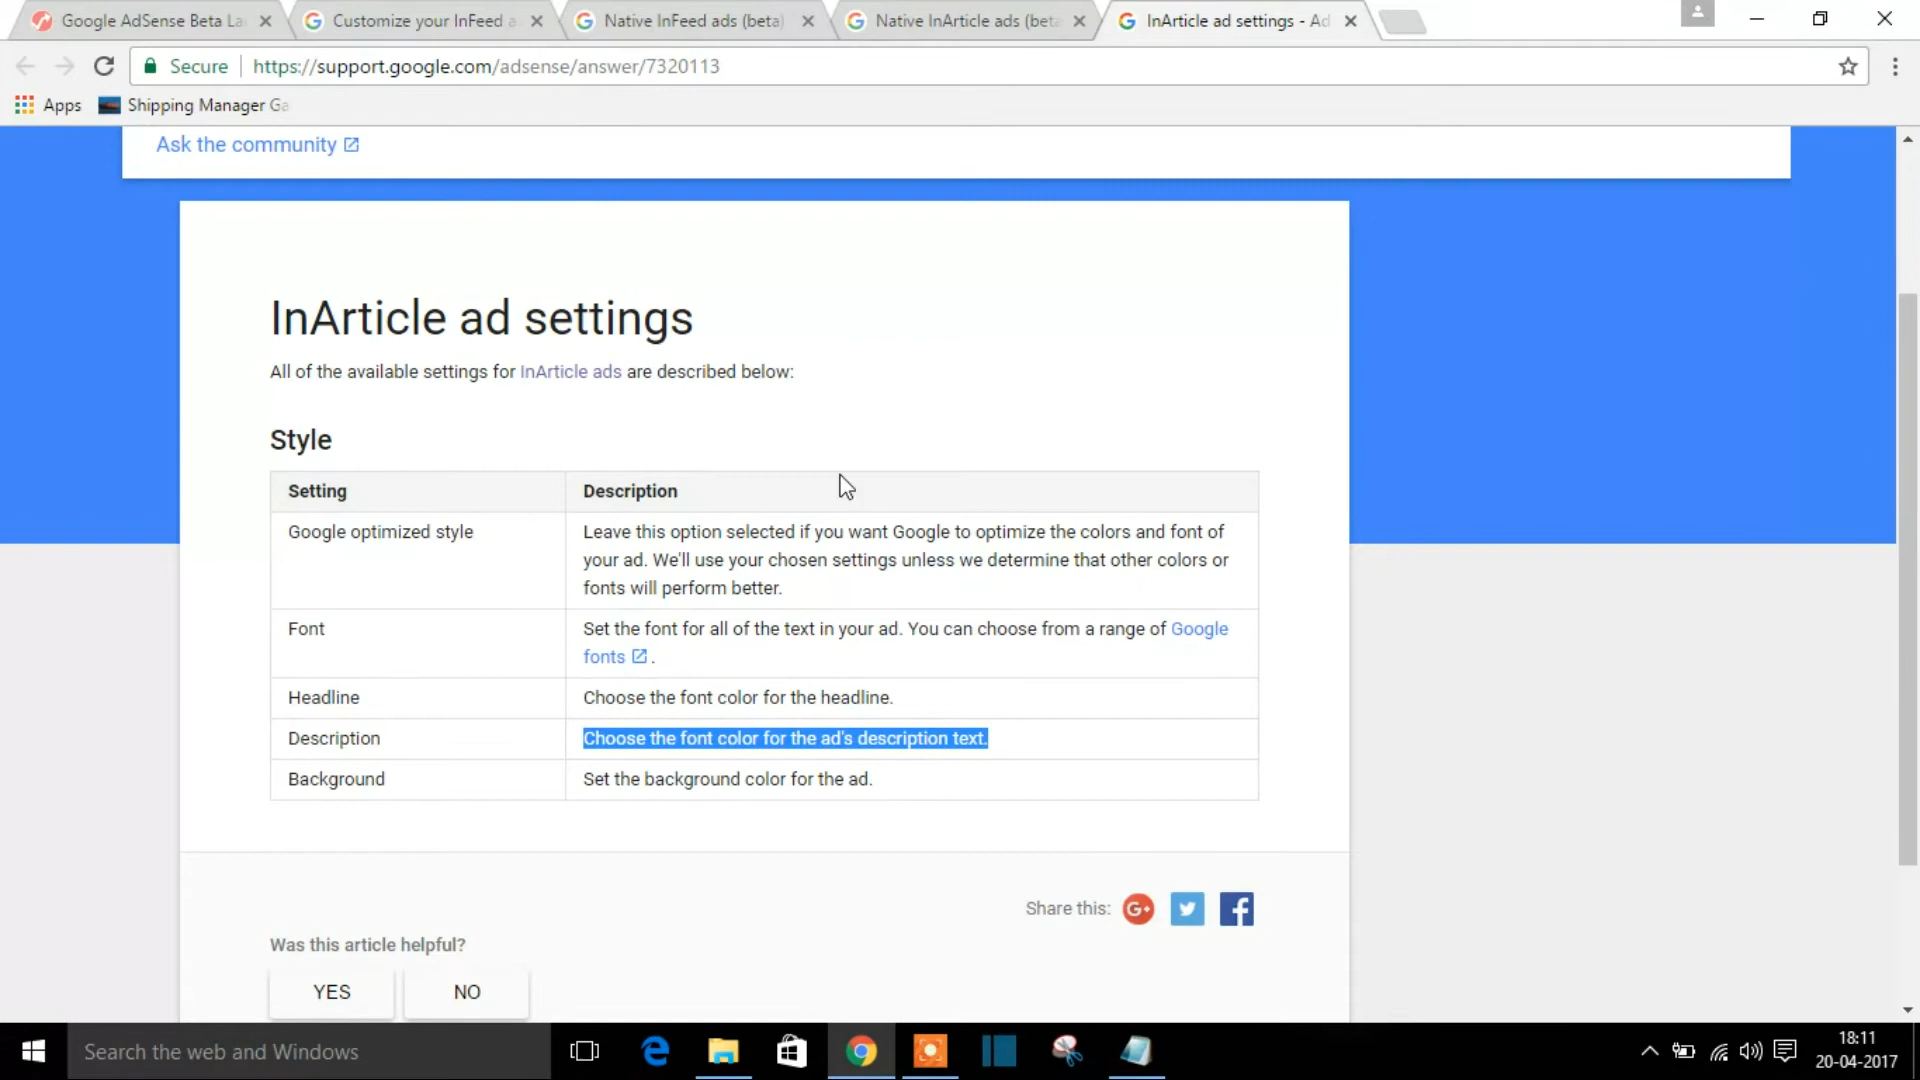 Google AdSense Beta La
Customize your InFeed a
Native InFeed ads (beta)
Native InArticle ads (beta
InArticle ad settings - Ad
Secure
https://support.google.com/adsense/answer/7320113
Apps
Shipping Manager Ga
Ask the community
InArticle ad settings
All of the available settings for InArticle ads are described below:
Style
Setting
Description
Google optimized style
Leave this option selected if you want Google to optimize the colors and font of
your ad. We'll use your chosen settings unless we determine that other colors or
fonts will perform better.
Font
Set the font for all of the text in your ad. You can choose from a range of Google
fonts .
Headline
Choose the font color for the headline.
Description
Choose the font color for the ad's description text.
Background
Set the background color for the ad.
Share this:
G+
Was this article helpful?
YES
NO
Search the web and Windows
18:11
20-04-2017